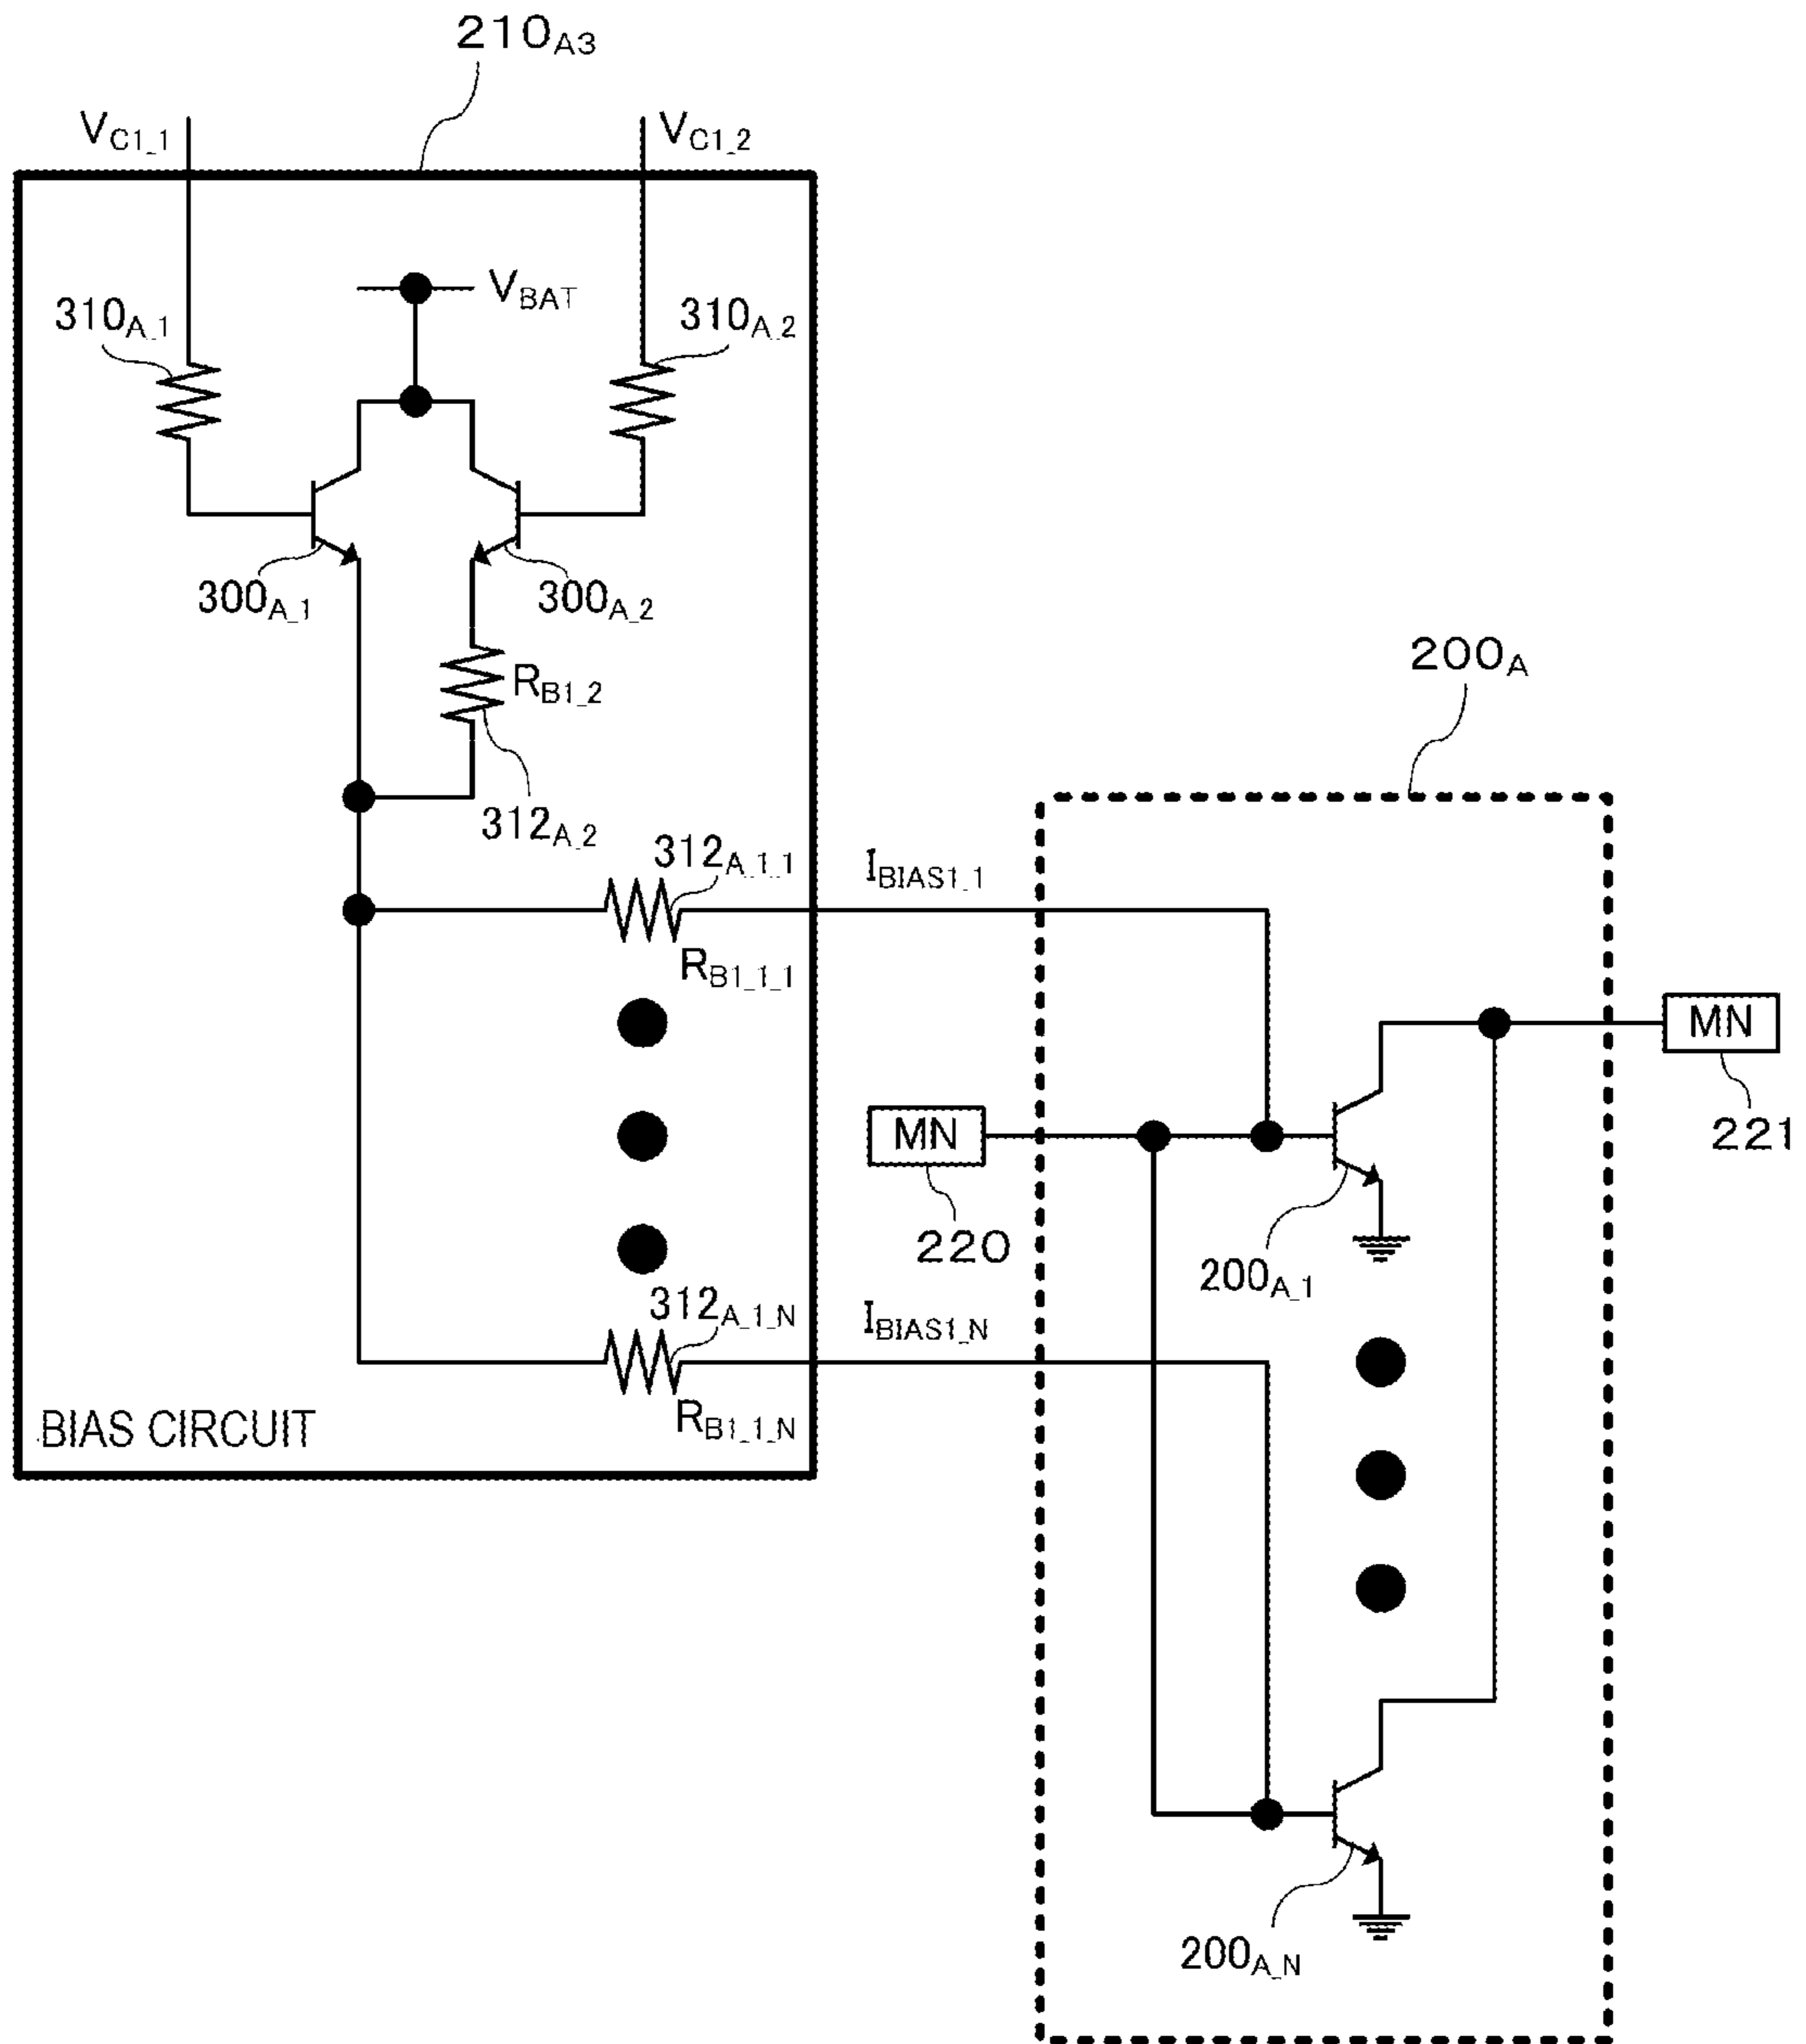 210A3
VC1_1
VC1_2
VBAT
310A_1
310A_2
300A_1
300A_2
RB1_2
200A
312A_2
312A_1_1
IBIAS1_1
RB1_1_1
MN
MN
221
220
200A_1
312A_1_N
IBIAS1_N
RB1_1_N
BIAS CIRCUIT
200A_N